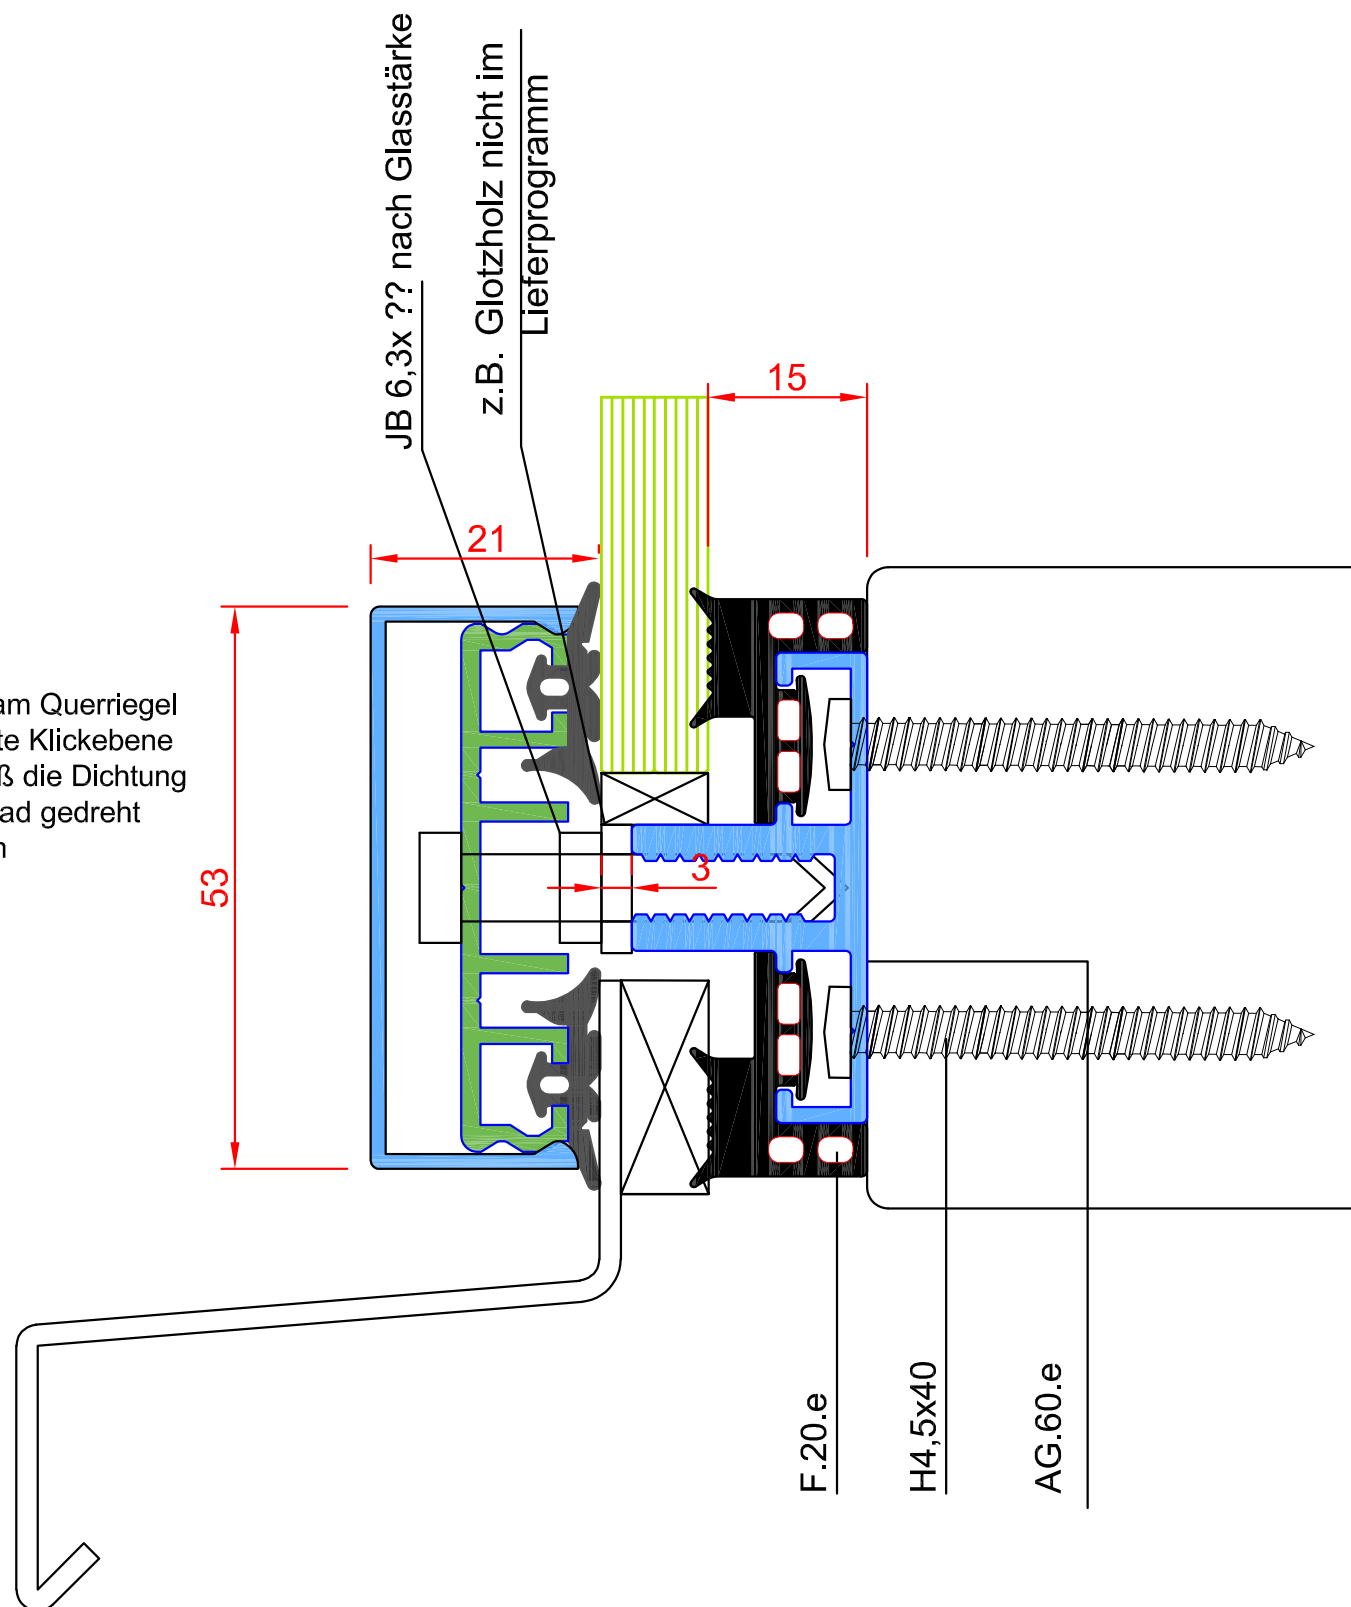 JB 6,3x ?? nach Glasstärke
z.B. Glotzholz nicht im
Lieferprogramm
15
21
am Querriegel
te Klickebene
ß die Dichtung
ad gedreht
n
53
3
F.20.e
H4,5x40
AG.60.e